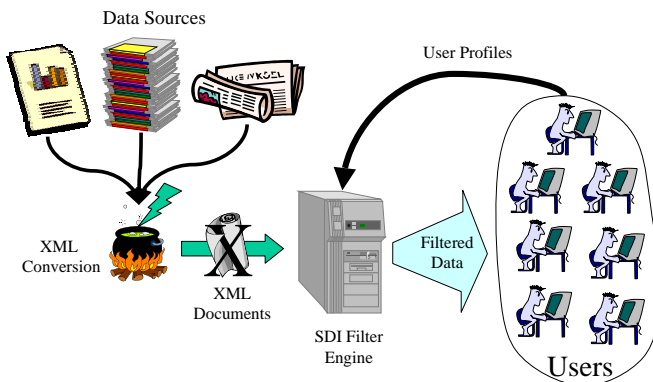 Data Sources
User Profiles
XML
Conversion
X
XML
Documents
SDI Filter
Engine
Filtered
Data
Users